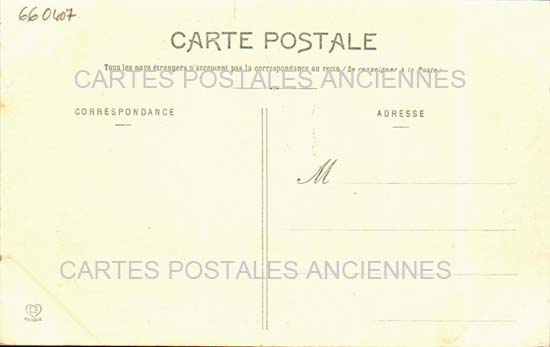 660407
CARTE POSTALE
Tous les pays étrangers n'acceptent pas la correspondance au recto (Se renseigner à la Poste)
CARTES POSTALES ANCIENNES
CORRESPONDANCE
ADRESSE
M
CARTES POSTALES ANCIENNES